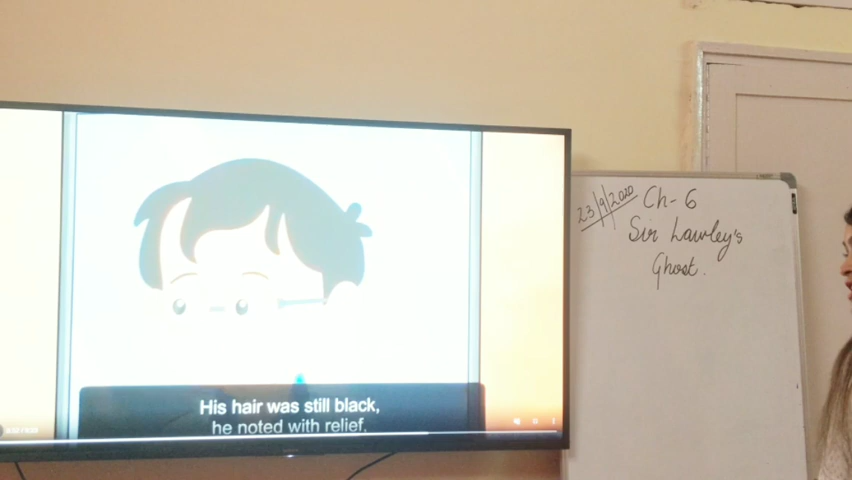 His hair was still black,
he noted with relief.
23/9/2020
Ch-6
Sir Lawley's
Ghost.